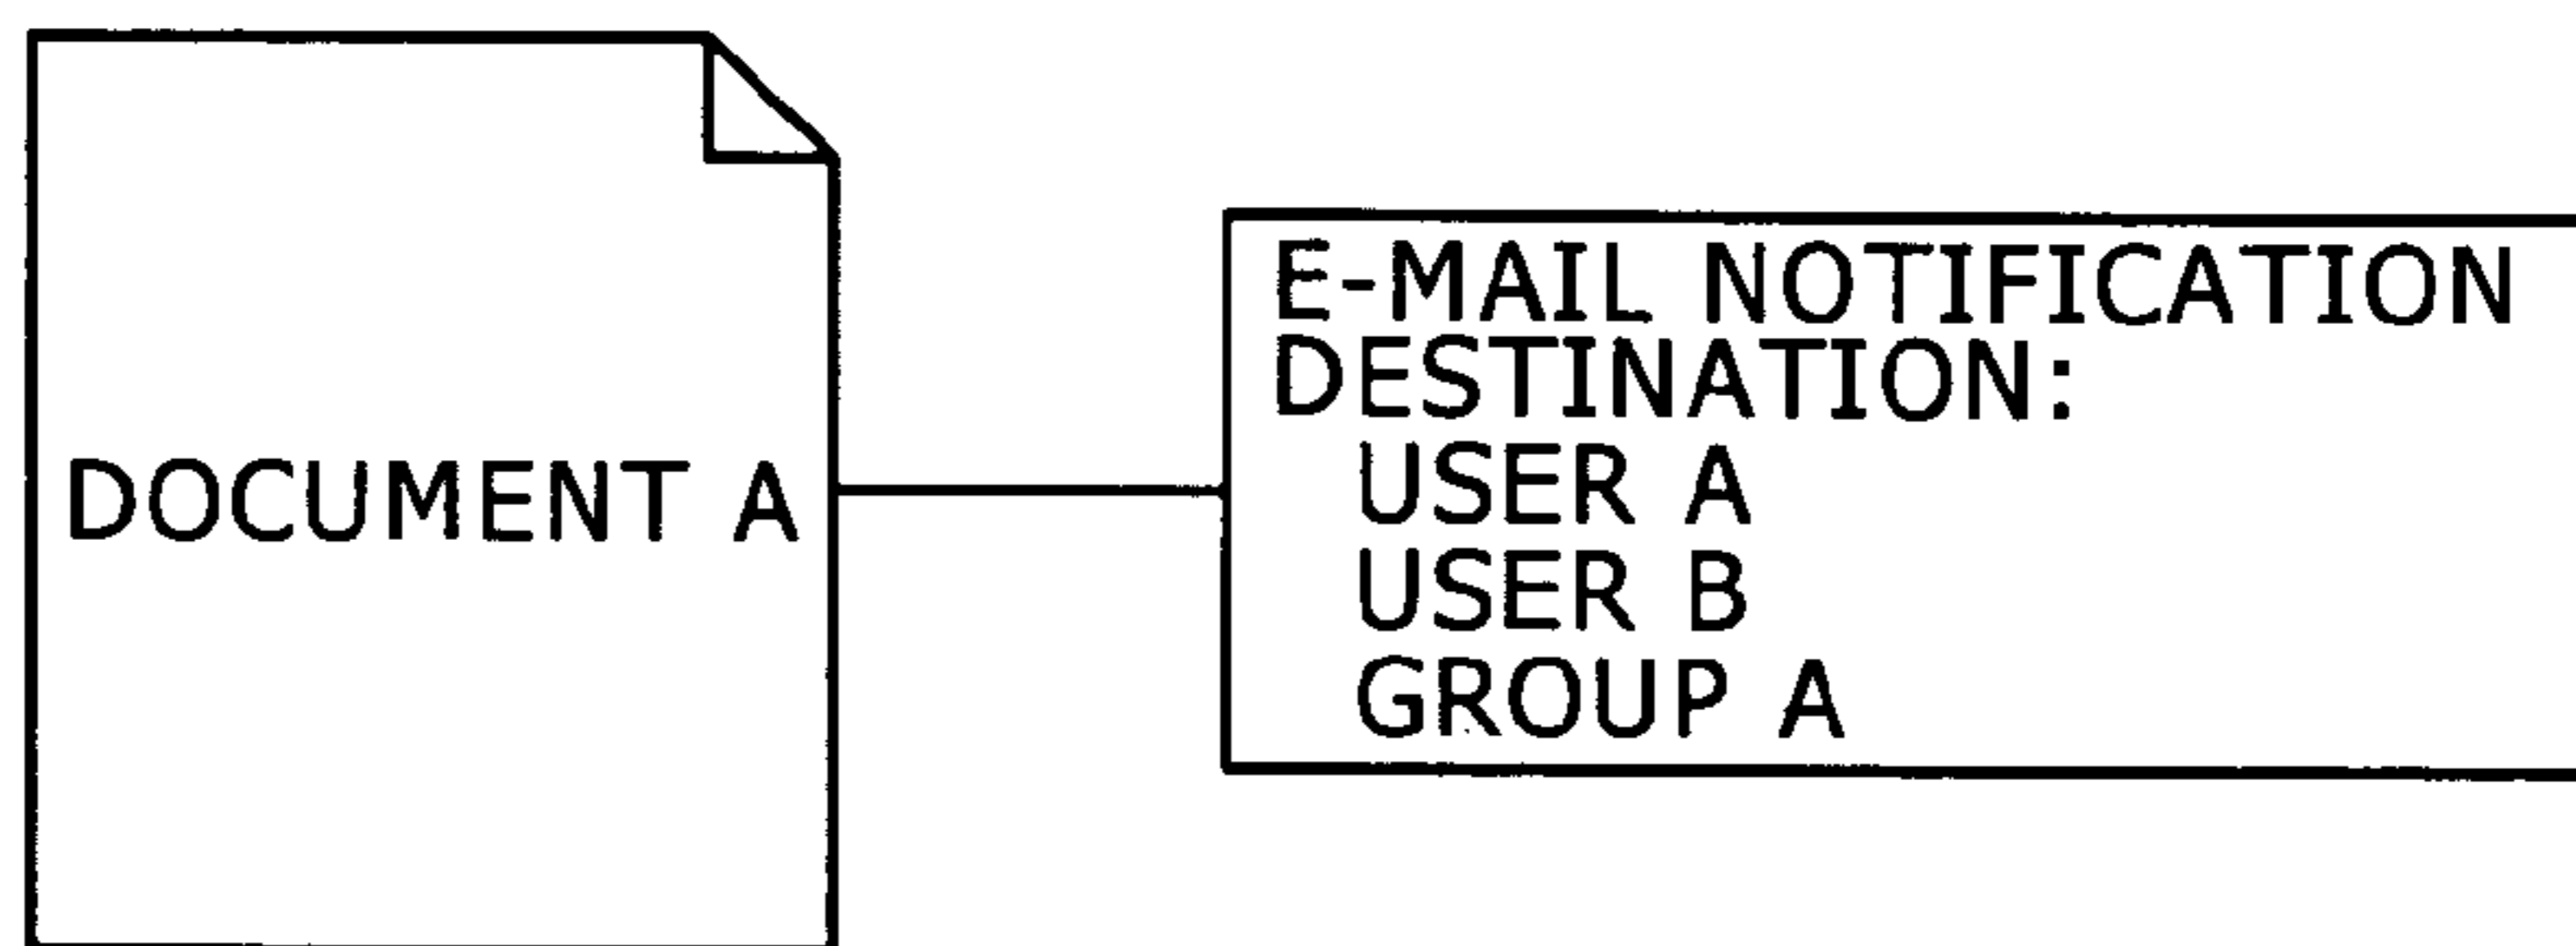 DOCUMENT A
E-MAIL NOTIFICATION
DESTINATION:
USER A
USER B
GROUP A